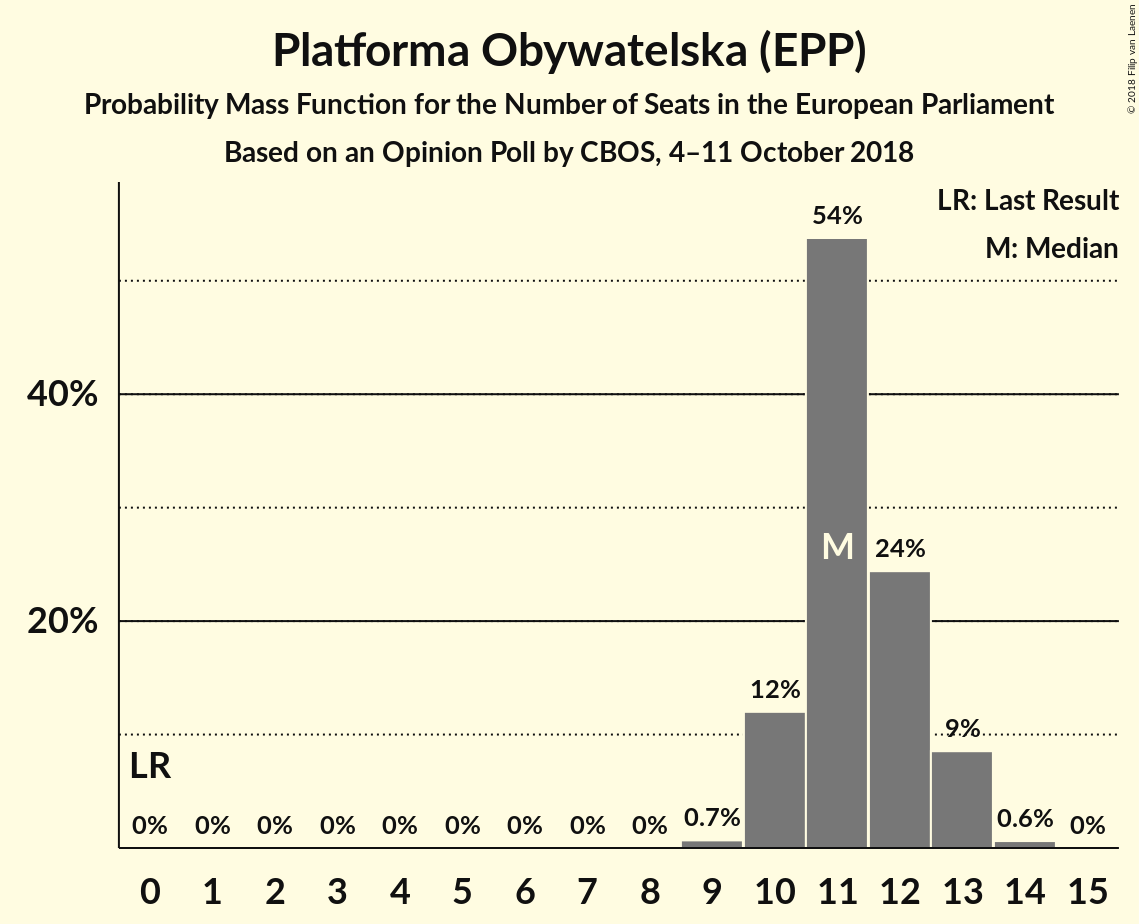 Platforma Obywatelska (EPP)
Probability Mass Function for the Number of Seats in the European Parliament
Based on an Opinion Poll by CBOS, 4–11 October 2018
© 2018 Filip van Laenen
LR: Last Result
M: Median
54%
40%
M
24%
20%
12%
9%
LR
0% 0% 0% 0% 0% 0% 0% 0% 0% 0.7% 0.6% 0%
0 1 2 3 4 5 6 7 8 9 10 11 12 13 14 15